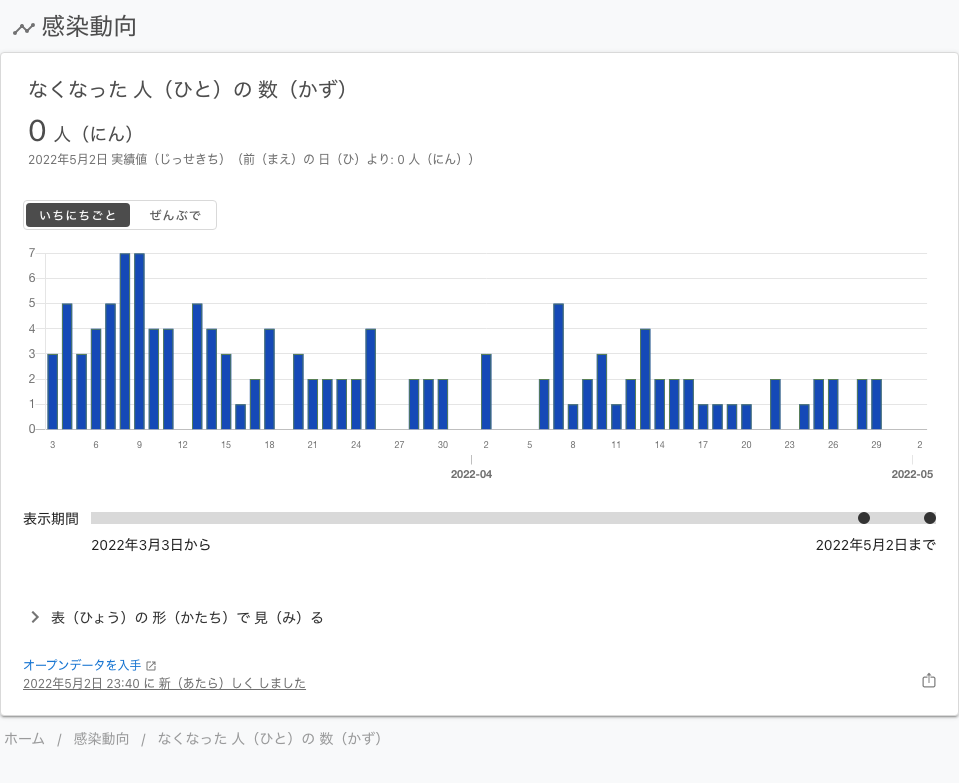 感染動向
なくなった 人（ひと）の 数（かず）
0 人（にん）
2022年5月2日 実績値（じっせきち）（前（まえ）の 日（ひ）より: 0 人（にん））
いちにちごと ぜんぶで
7
6
5
4
3
2
1
0
3 6 9 12 15 18 21 24 27 30 2 5 8 11 14 17 20 23 26 29 2
2022-04 2022-05
表示期間
2022年3月3日から 2022年5月2日まで
表（ひょう）の 形（かたち）で 見（み）る
オープンデータを入手
2022年5月2日 23:40 に 新（あたら）しく しました
ホーム / 感染動向 / なくなった 人（ひと）の 数（かず）